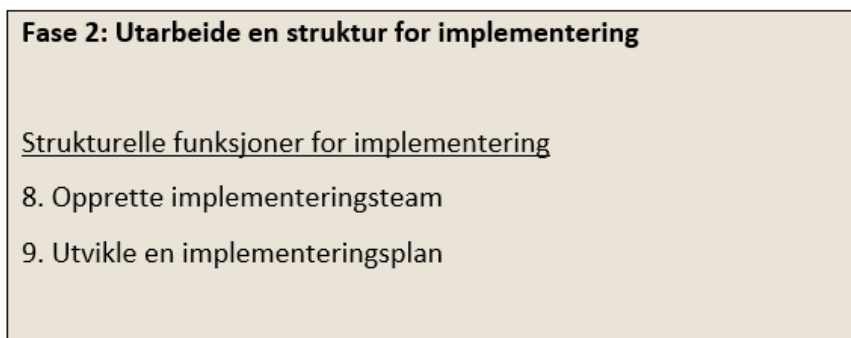 Fase 2: Utarbeide en struktur for implementering
Strukturelle funksjoner for implementering
8. Opprette implementeringsteam
9. Utvikle en implementeringsplan